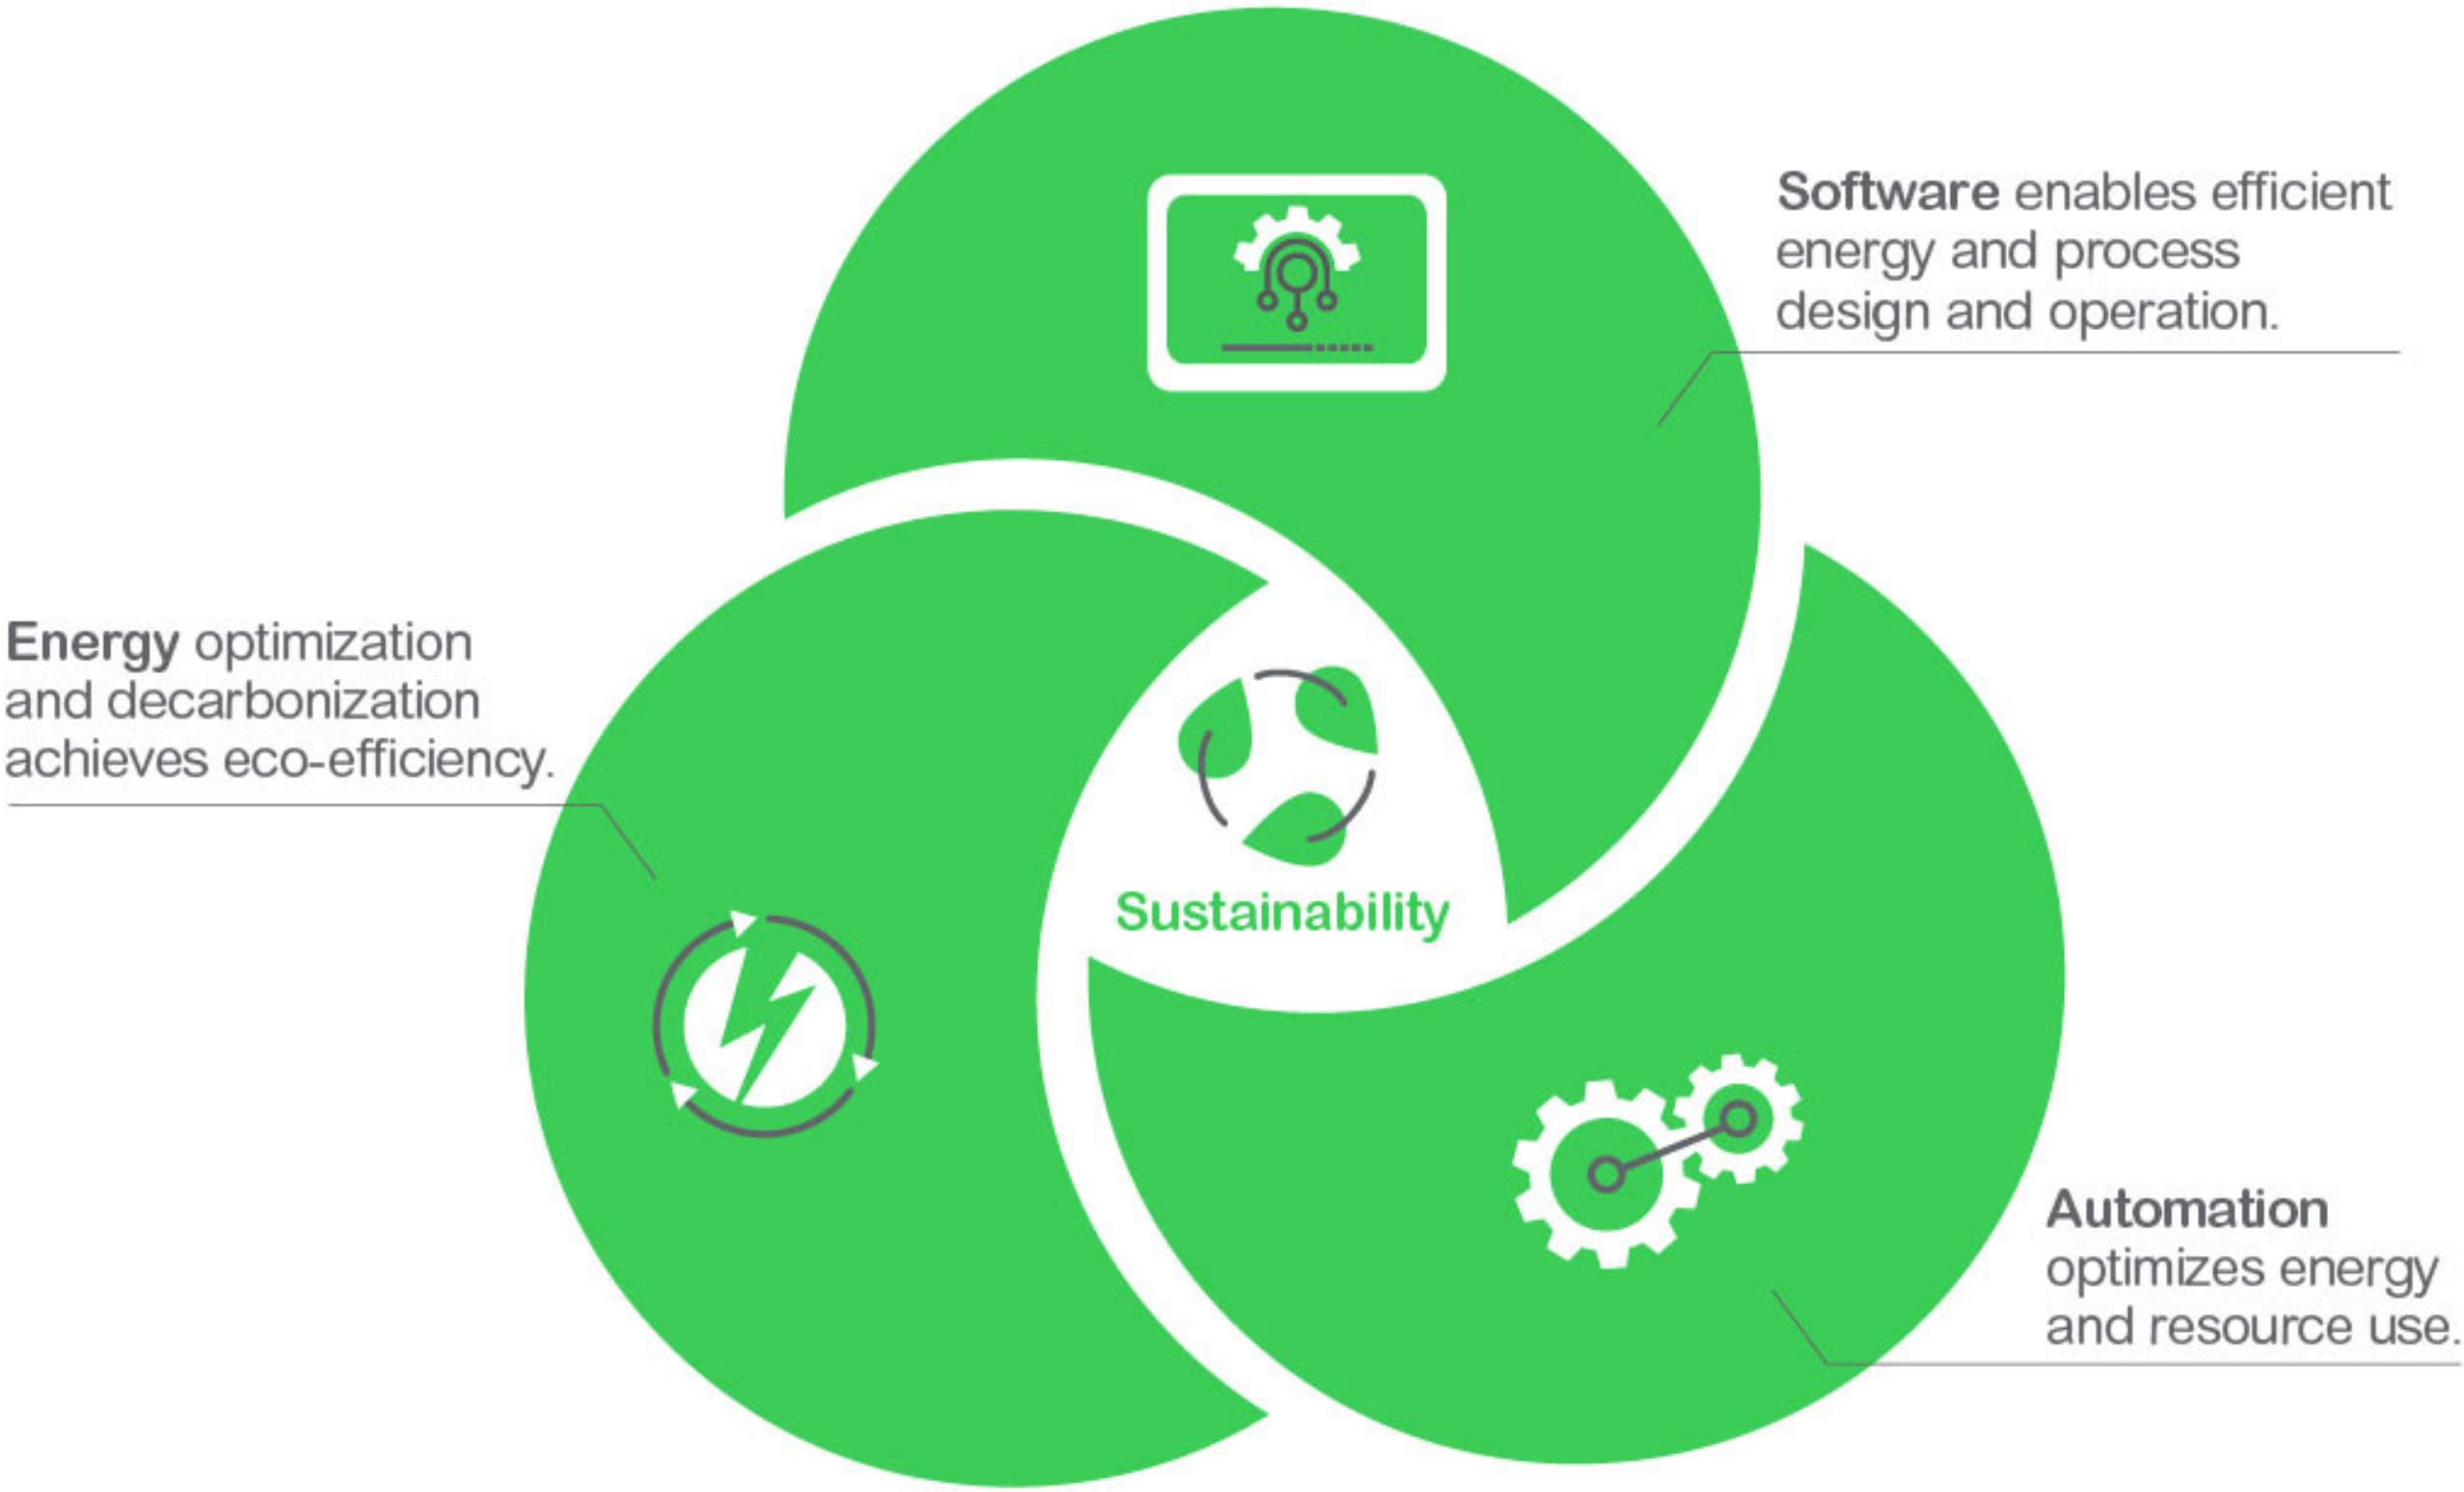 Software enables efficient
energy and process
design and operation.
Energy optimization
and decarbonization
achieves eco-efficiency.
Sustainability
Automation
optimizes energy
and resource use.